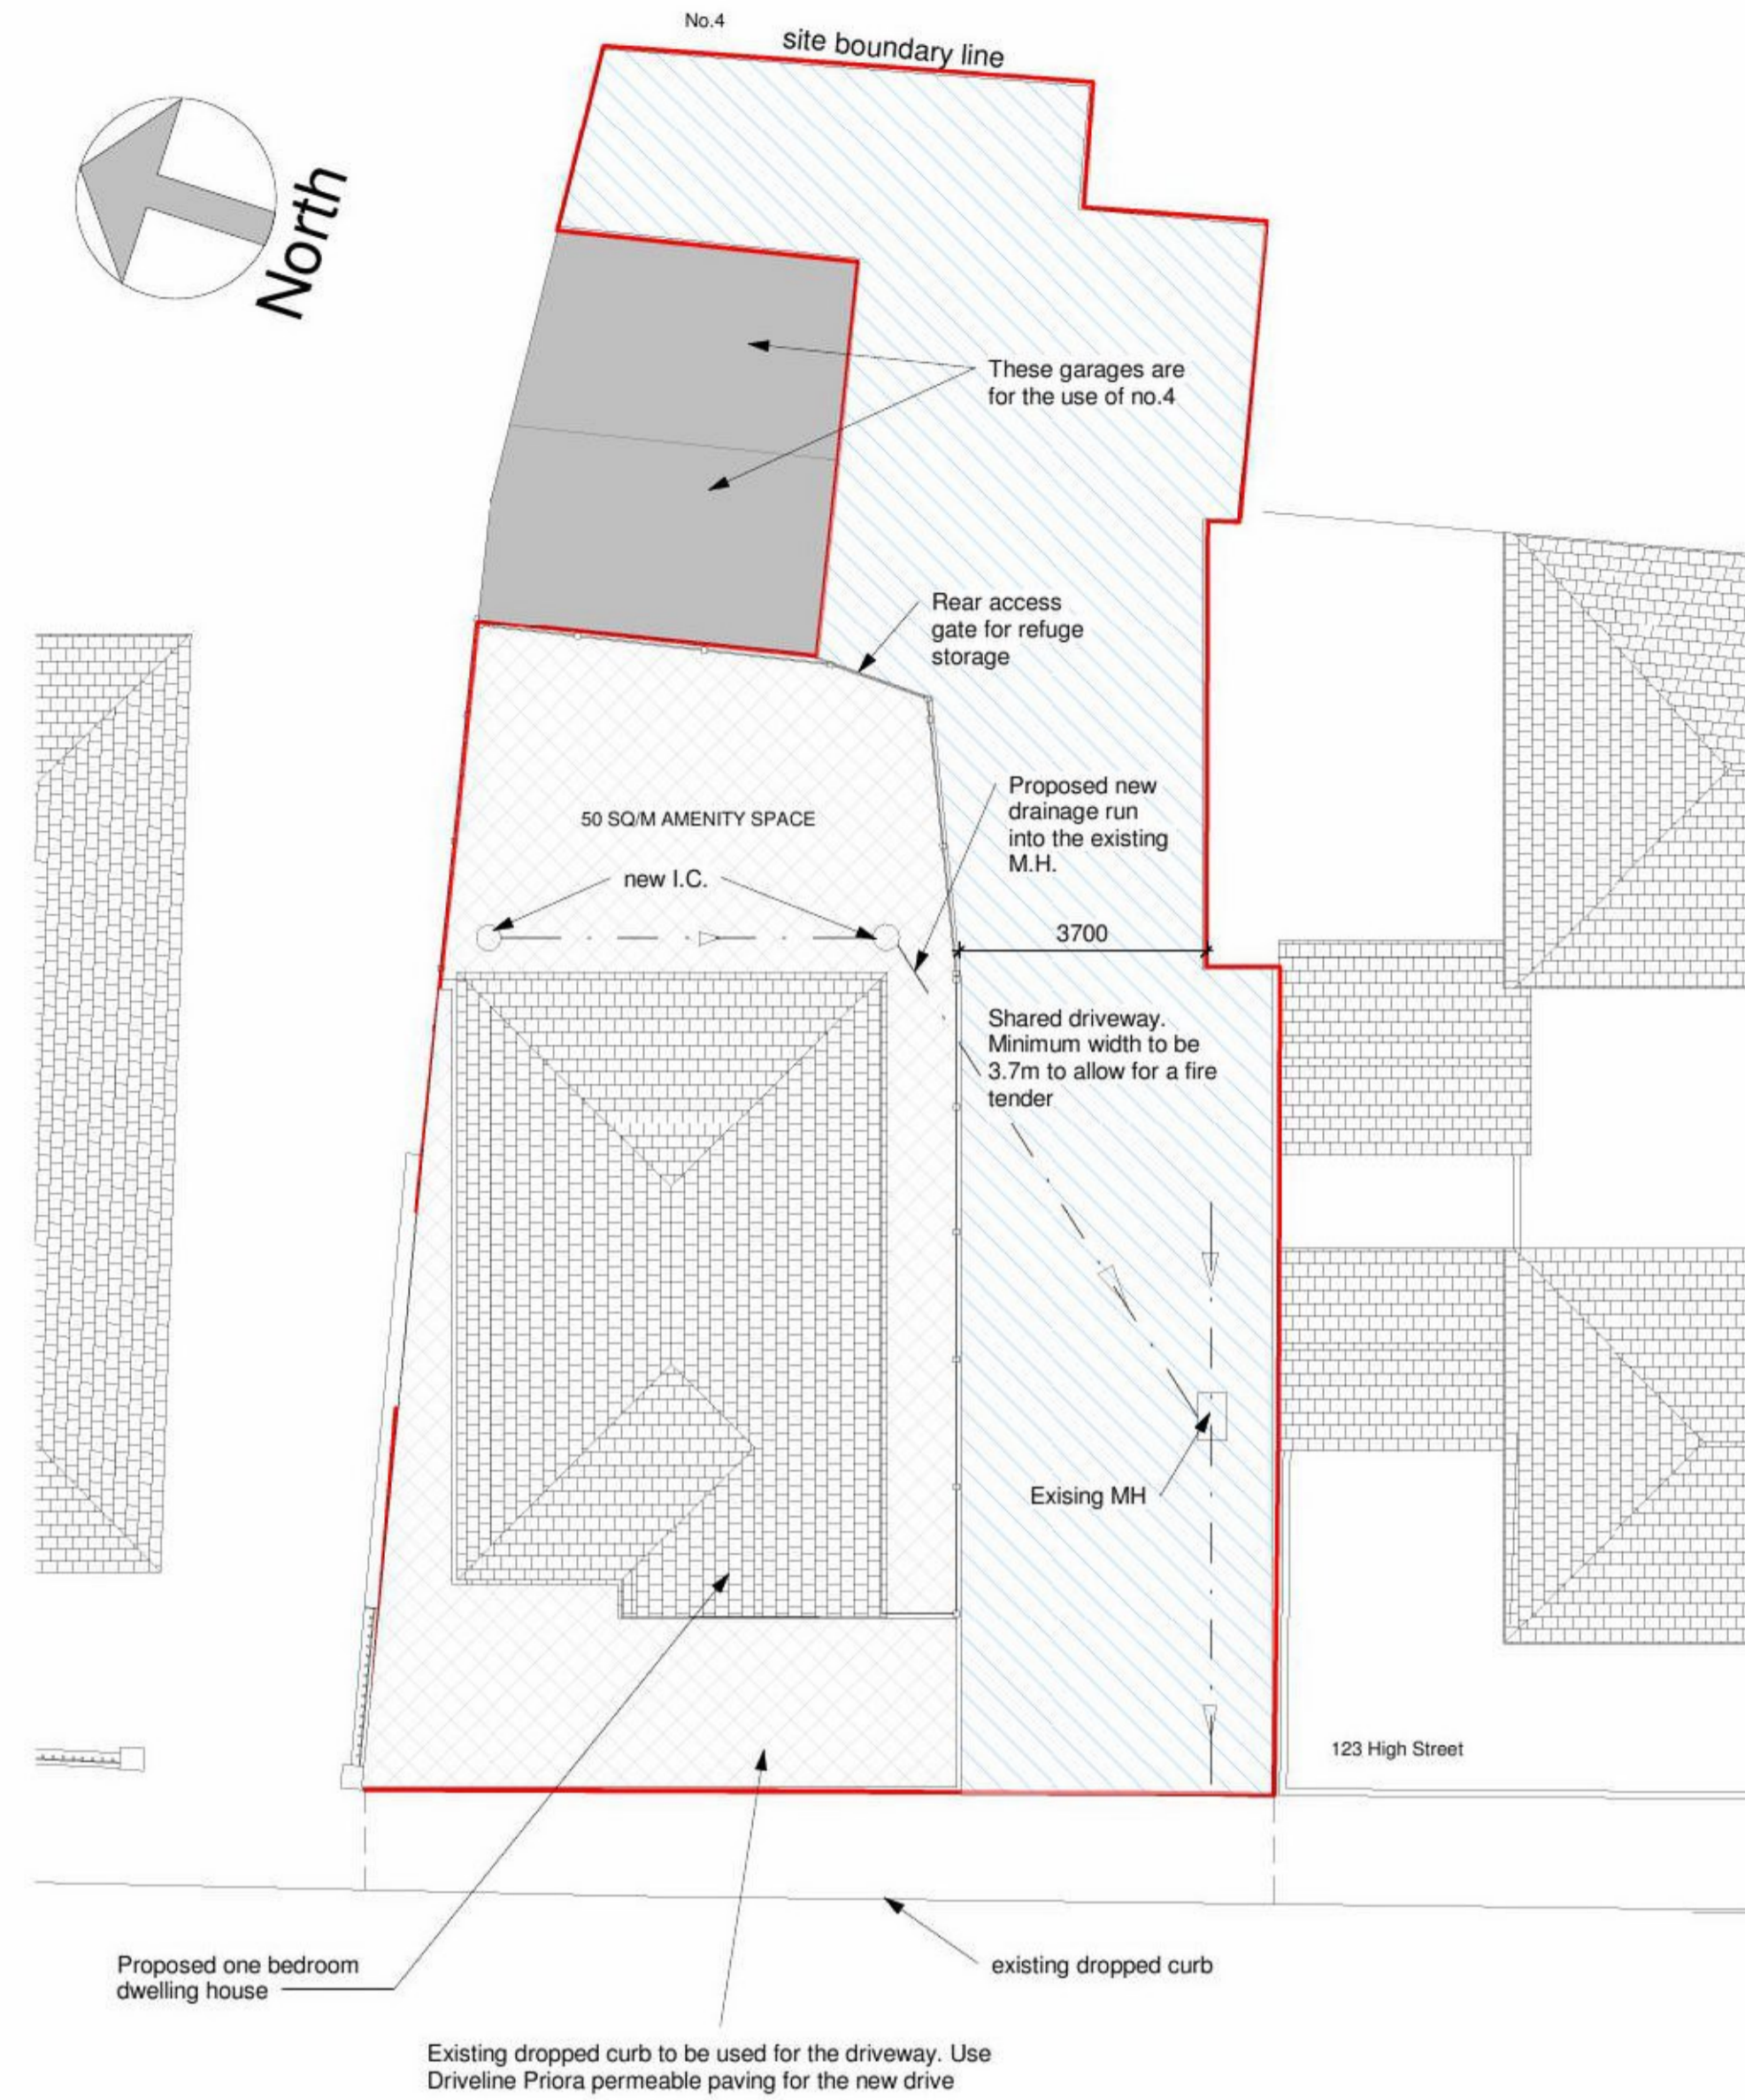 No.4
site boundary line
North
These garages are
for the use of no.4
Rear access
gate for refuge
storage
Proposed new
drainage run
into the existing
M.H.
50 SQ/M AMENITY SPACE
new I.C.
3700
Shared driveway.
Minimum width to be
3.7m to allow for a fire
tender
Exising MH
123 High Street
Proposed one bedroom
dwelling house
existing dropped curb
Existing dropped curb to be used for the driveway. Use
Driveline Priora permeable paving for the new drive